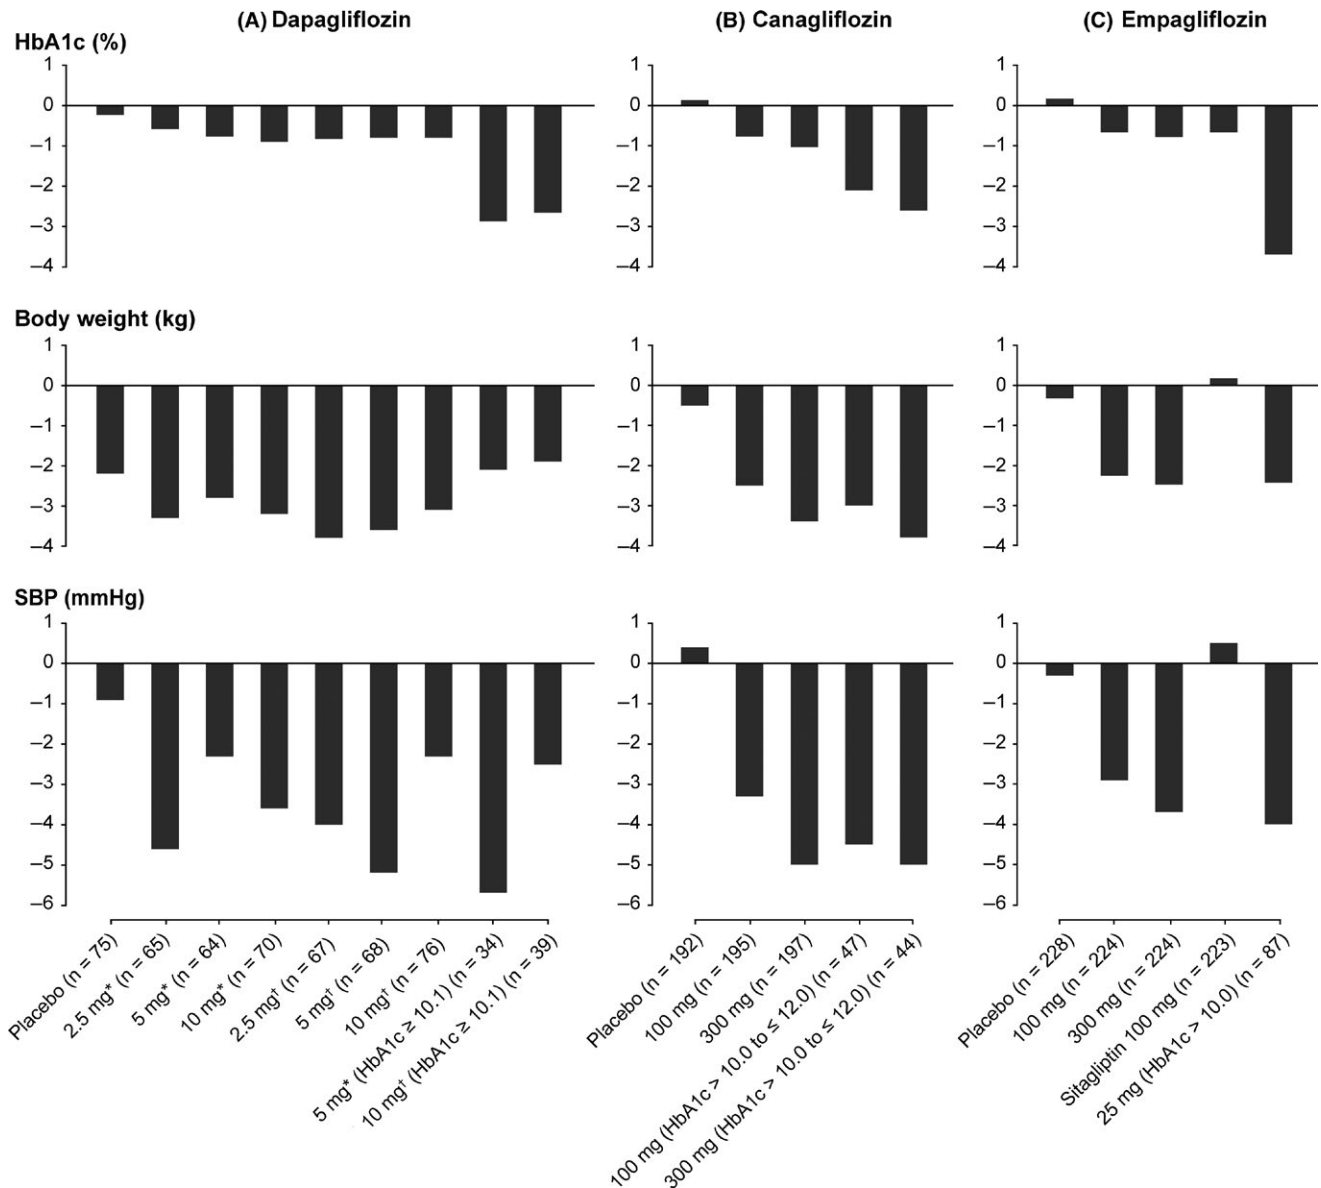 (A) Dapagliflozin
(B) Canagliflozin
(C) Empagliflozin
HbA1c (%)
1
0
–1
–2
–3
–4
1
0
–1
–2
–3
–4
1
0
–1
–2
–3
–4
Body weight (kg)
1
0
–1
–2
–3
–4
1
0
–1
–2
–3
–4
1
0
–1
–2
–3
–4
SBP (mmHg)
1
0
–1
–2
–3
–4
–5
–6
1
0
–1
–2
–3
–4
–5
–6
1
0
–1
–2
–3
–4
–5
–6
Placebo (n = 75)
2.5 mg* (n = 65)
5 mg* (n = 64)
10 mg* (n = 70)
2.5 mg† (n = 67)
5 mg† (n = 68)
10 mg† (n = 76)
5 mg* (HbA1c ≥ 10.1) (n = 34)
10 mg† (HbA1c ≥ 10.1) (n = 39)
Placebo (n = 192)
100 mg (n = 195)
300 mg (n = 197)
100 mg (HbA1c > 10.0 to ≤ 12.0) (n = 47)
300 mg (HbA1c > 10.0 to ≤ 12.0) (n = 44)
Placebo (n = 228)
100 mg (n = 224)
300 mg (n = 224)
Sitagliptin 100 mg (n = 223)
25 mg (HbA1c > 10.0) (n = 87)